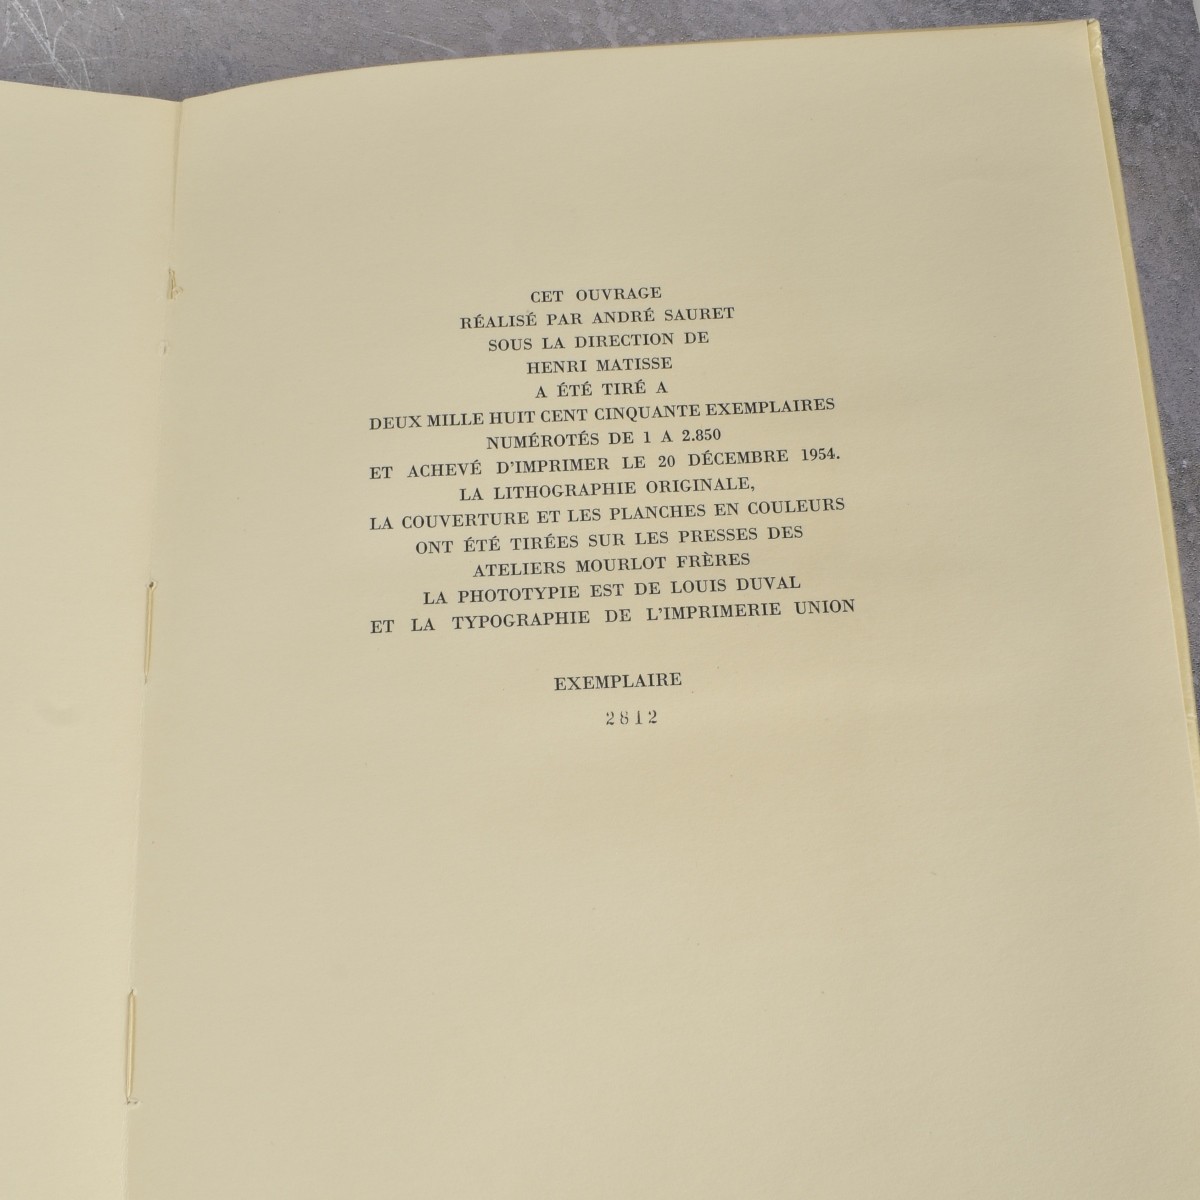 CET OUVRAGE
RÉALISÉ PAR ANDRÉ SAURET
SOUS LA DIRECTION DE
HENRI MATISSE
A ÉTÉ TIRÉ A
DEUX MILLE HUIT CENT CINQUANTE EXEMPLAIRES
NUMÉROTÉS DE 1 A 2.850
ET ACHEVÉ D'IMPRIMER LE 20 DÉCEMBRE 1954.
LA LITHOGRAPHIE ORIGINALE,
LA COUVERTURE ET LES PLANCHES EN COULEURS
ONT ÉTÉ TIRÉES SUR LES PRESSES DES
ATELIERS MOURLOT FRÈRES
LA PHOTOTYPIE EST DE LOUIS DUVAL
ET LA TYPOGRAPHIE DE L'IMPRIMERIE UNION
EXEMPLAIRE
2812